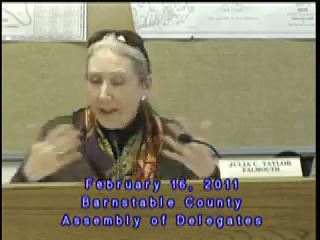 JULIA C. TAYLOR
FALMOUTH
February 16, 2011
Barnstable County
Assembly of Delegates